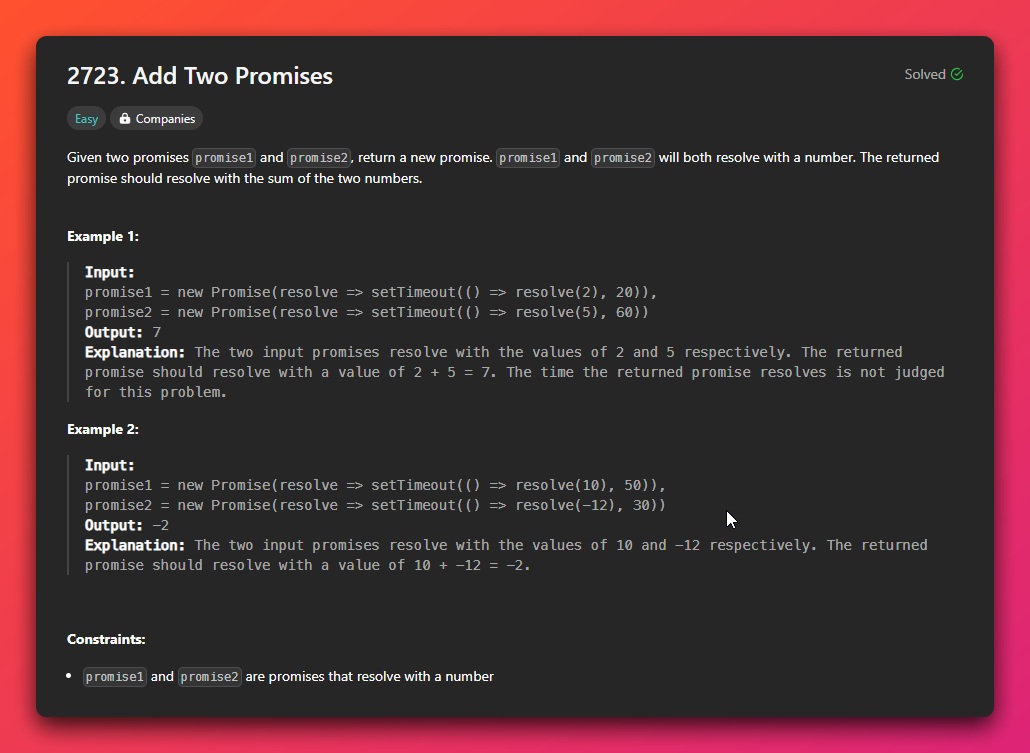 2723. Add Two Promises
Solved
Easy
Companies
Given two promises promise1 and promise2, return a new promise. promise1 and promise2 will both resolve with a number. The returned
promise should resolve with the sum of the two numbers.
Example 1:
Input:
promise1 = new Promise(resolve => setTimeout(() => resolve(2), 20)),
promise2 = new Promise(resolve => setTimeout(() => resolve(5), 60))
Output: 7
Explanation: The two input promises resolve with the values of 2 and 5 respectively. The returned
promise should resolve with a value of 2 + 5 = 7. The time the returned promise resolves is not judged
for this problem.
Example 2:
Input:
promise1 = new Promise(resolve => setTimeout(() => resolve(10), 50)),
promise2 = new Promise(resolve => setTimeout(() => resolve(-12), 30))
Output: -2
Explanation: The two input promises resolve with the values of 10 and -12 respectively. The returned
promise should resolve with a value of 10 + -12 = -2.
Constraints:
• promise1 and promise2 are promises that resolve with a number